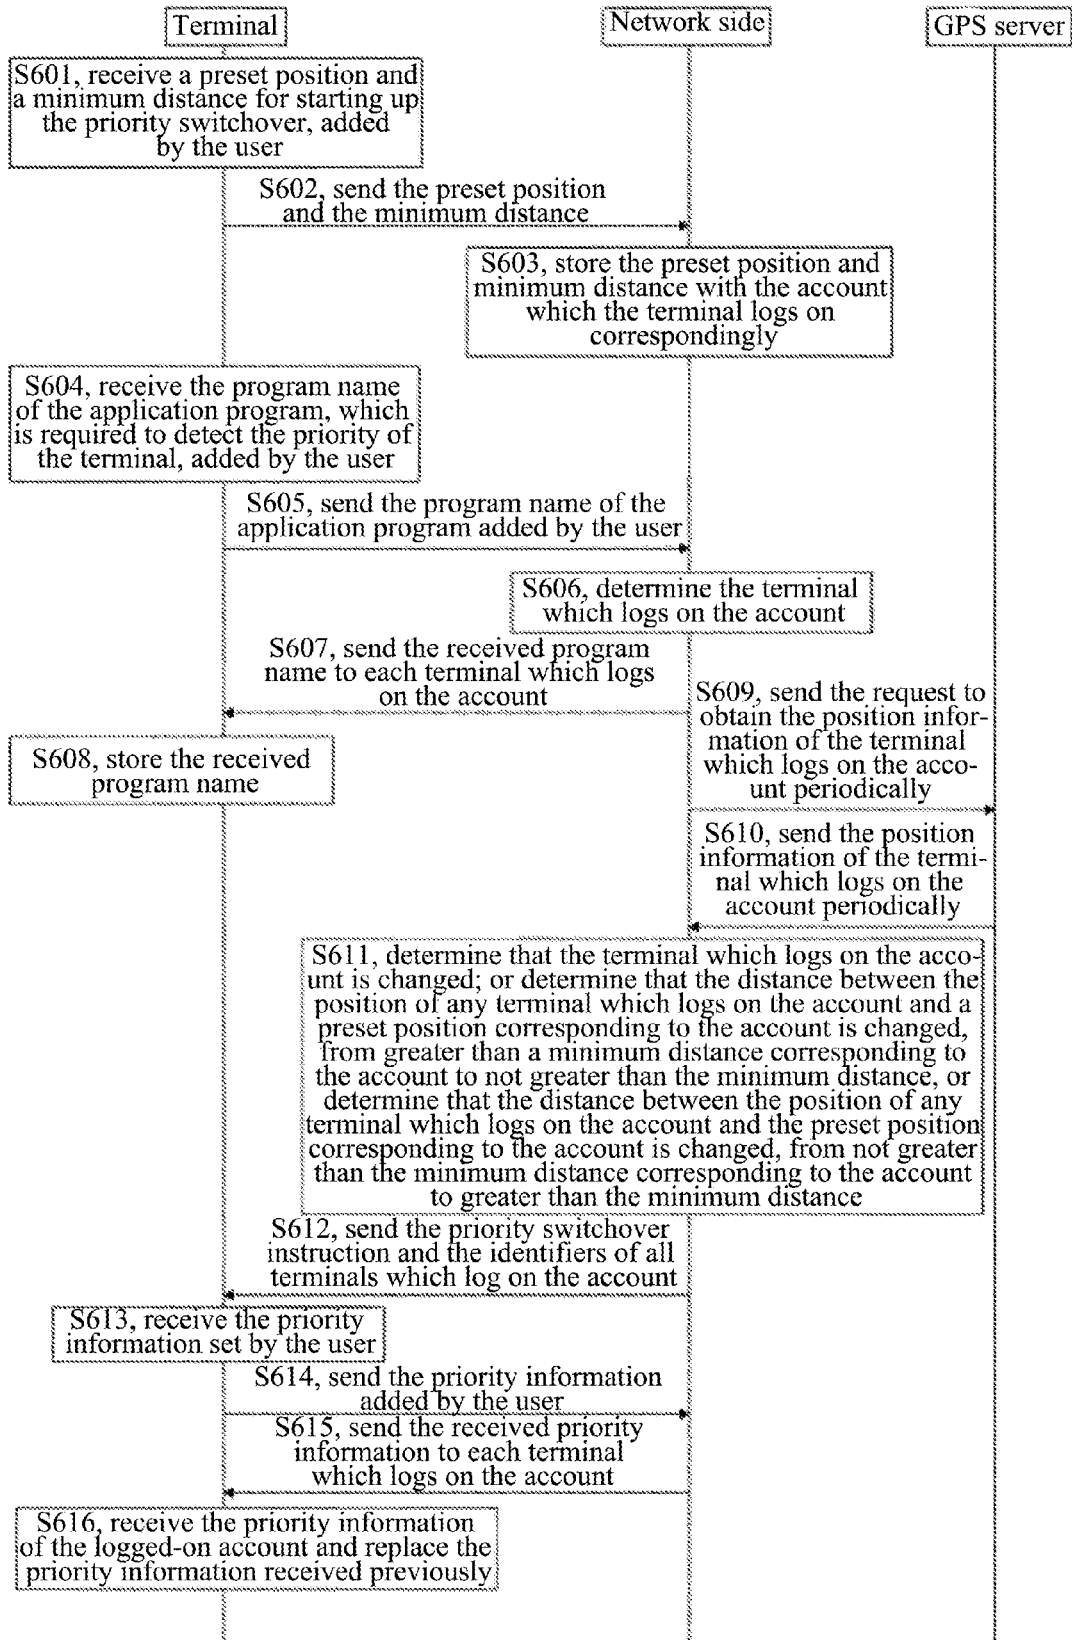 Terminal
Network side
GPS server
S601, receive a preset position and
a minimum distance for starting up
the priority switchover, added
by the user
S602, send the preset position
and the minimum distance
S603, store the preset position and
minimum distance with the account
which the terminal logs on
correspondingly
S604, receive the program name
of the application program, which
is required to detect the priority of
the terminal, added by the user
S605, send the program name of the
application program added by the user
S606, determine the terminal
which logs on the account
S607, send the received program
name to each terminal which logs
on the account
S608, store the received
program name
S609, send the request to
obtain the position infor-
mation of the terminal
which logs on the acco-
unt periodically
S610, send the position
information of the termi-
nal which logs on the
account periodically
S611, determine that the terminal which logs on the acco-
unt is changed; or determine that the distance between the
position of any terminal which logs on the account and a
preset position corresponding to the account is changed,
from greater than a minimum distance corresponding to
the account to not greater than the minimum distance, or
determine that the distance between the position of any
terminal which logs on the account and the preset position
corresponding to the account is changed, from not greater
than the minimum distance corresponding to the account
to greater than the minimum distance
S612, send the priority switchover
instruction and the identifiers of all
terminals which log on the account
S613, receive the priority
information set by the user
S614, send the priority information
added by the user
S615, send the received priority
information to each terminal
which logs on the account
S616, receive the priority information
of the logged-on account and replace the
priority information received previously